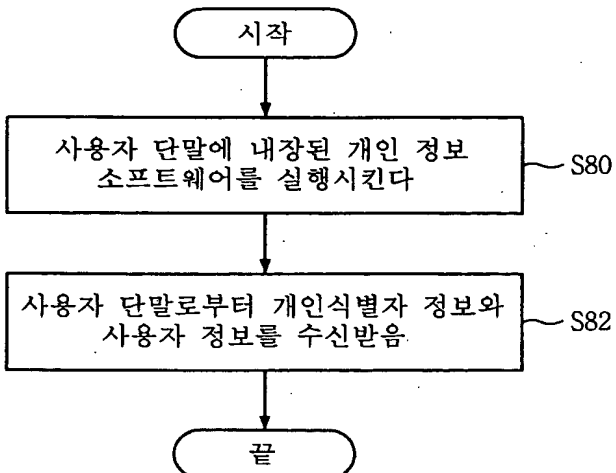 시작
사용자 단말에 내장된 개인 정보
소프트웨어를 실행시킨다
S80
사용자 단말로부터 개인식별자 정보와
사용자 정보를 수신받음
S82
끝